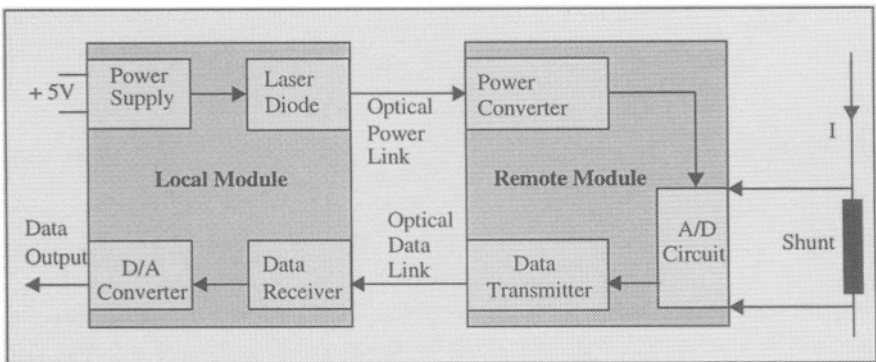 + 5V
Power
Supply
Laser
Diode
Optical
Power
Link
Power
Converter
I
Local Module
Remote Module
Data
Output
D/A
Converter
Data
Receiver
Optical
Data
Link
Data
Transmitter
A/D
Circuit
Shunt